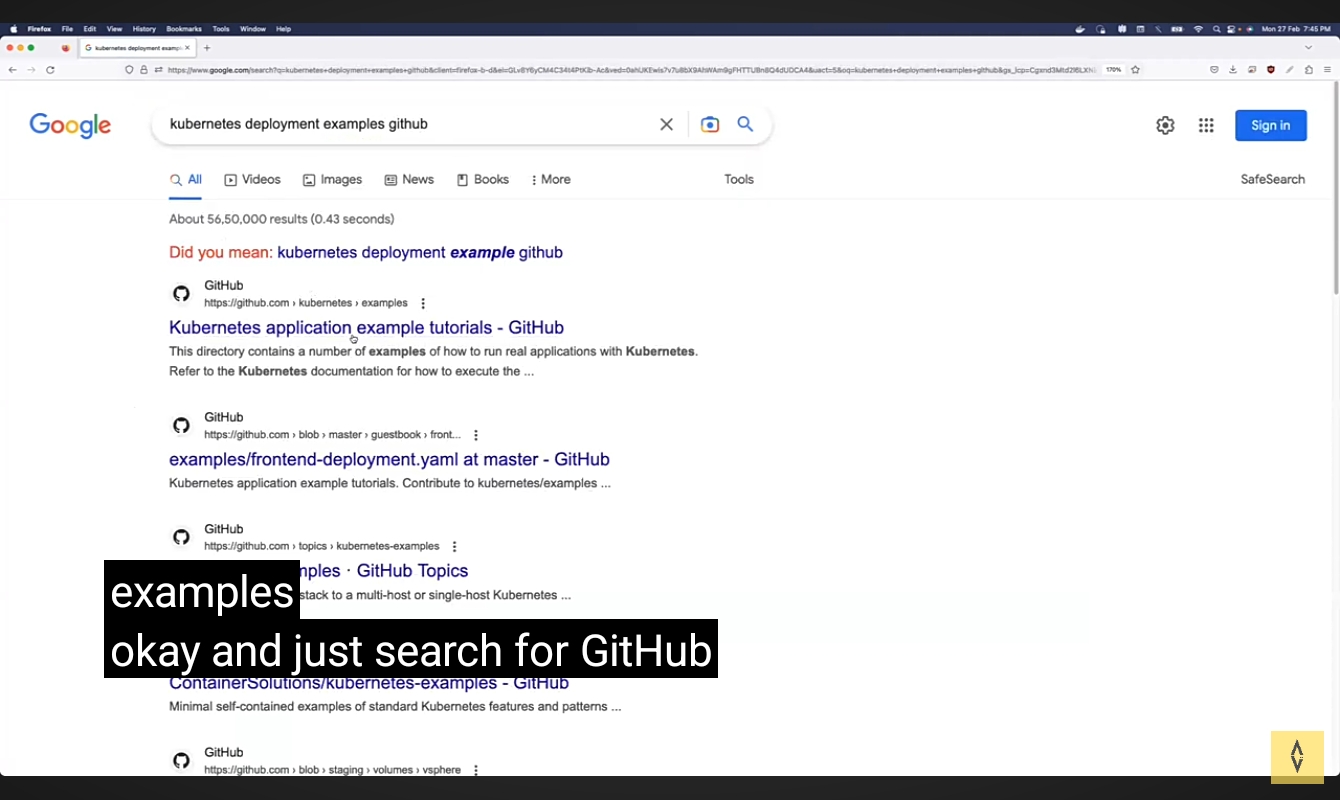 Firefox File Edit View History Bookmarks Tools Window Help
Mon 27 Feb 7:45 PM
kubernetes deployment examp
170%
Google
kubernetes deployment examples github
Sign in
All Videos Images News Books More Tools SafeSearch
About 56,50,000 results (0.43 seconds)
Did you mean: kubernetes deployment example github
GitHub
https://github.com › kubernetes › examples
Kubernetes application example tutorials - GitHub
This directory contains a number of examples of how to run real applications with Kubernetes.
Refer to the Kubernetes documentation for how to execute the ...
GitHub
https://github.com › blob › master › guestbook › front...
examples/frontend-deployment.yaml at master - GitHub
Kubernetes application example tutorials. Contribute to kubernetes/examples ...
GitHub
https://github.com › topics › kubernetes-examples
mples · GitHub Topics
stack to a multi-host or single-host Kubernetes ...
examples
okay and just search for GitHub
ContainerSolutions/kubernetes-examples - GitHub
Minimal self-contained examples of standard Kubernetes features and patterns ...
GitHub
https://github.com › blob › staging › volumes › vsphere